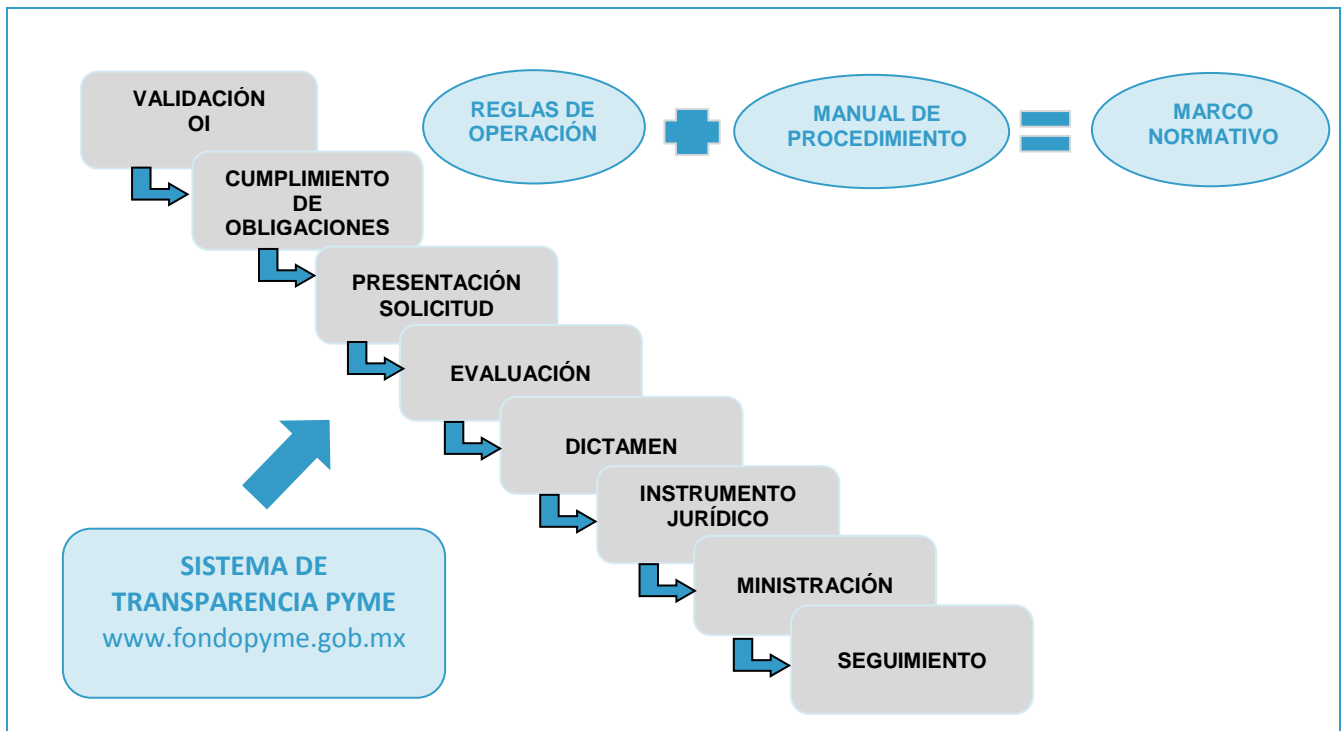 VALIDACIÓN
OI
REGLAS DE
OPERACIÓN
MANUAL DE
PROCEDIMIENTO
MARCO
NORMATIVO
CUMPLIMIENTO
DE
OBLIGACIONES
PRESENTACIÓN
SOLICITUD
EVALUACIÓN
DICTAMEN
INSTRUMENTO
JURÍDICO
MINISTRACIÓN
SEGUIMIENTO
SISTEMA DE
TRANSPARENCIA PYME
www.fondopyme.gob.mx